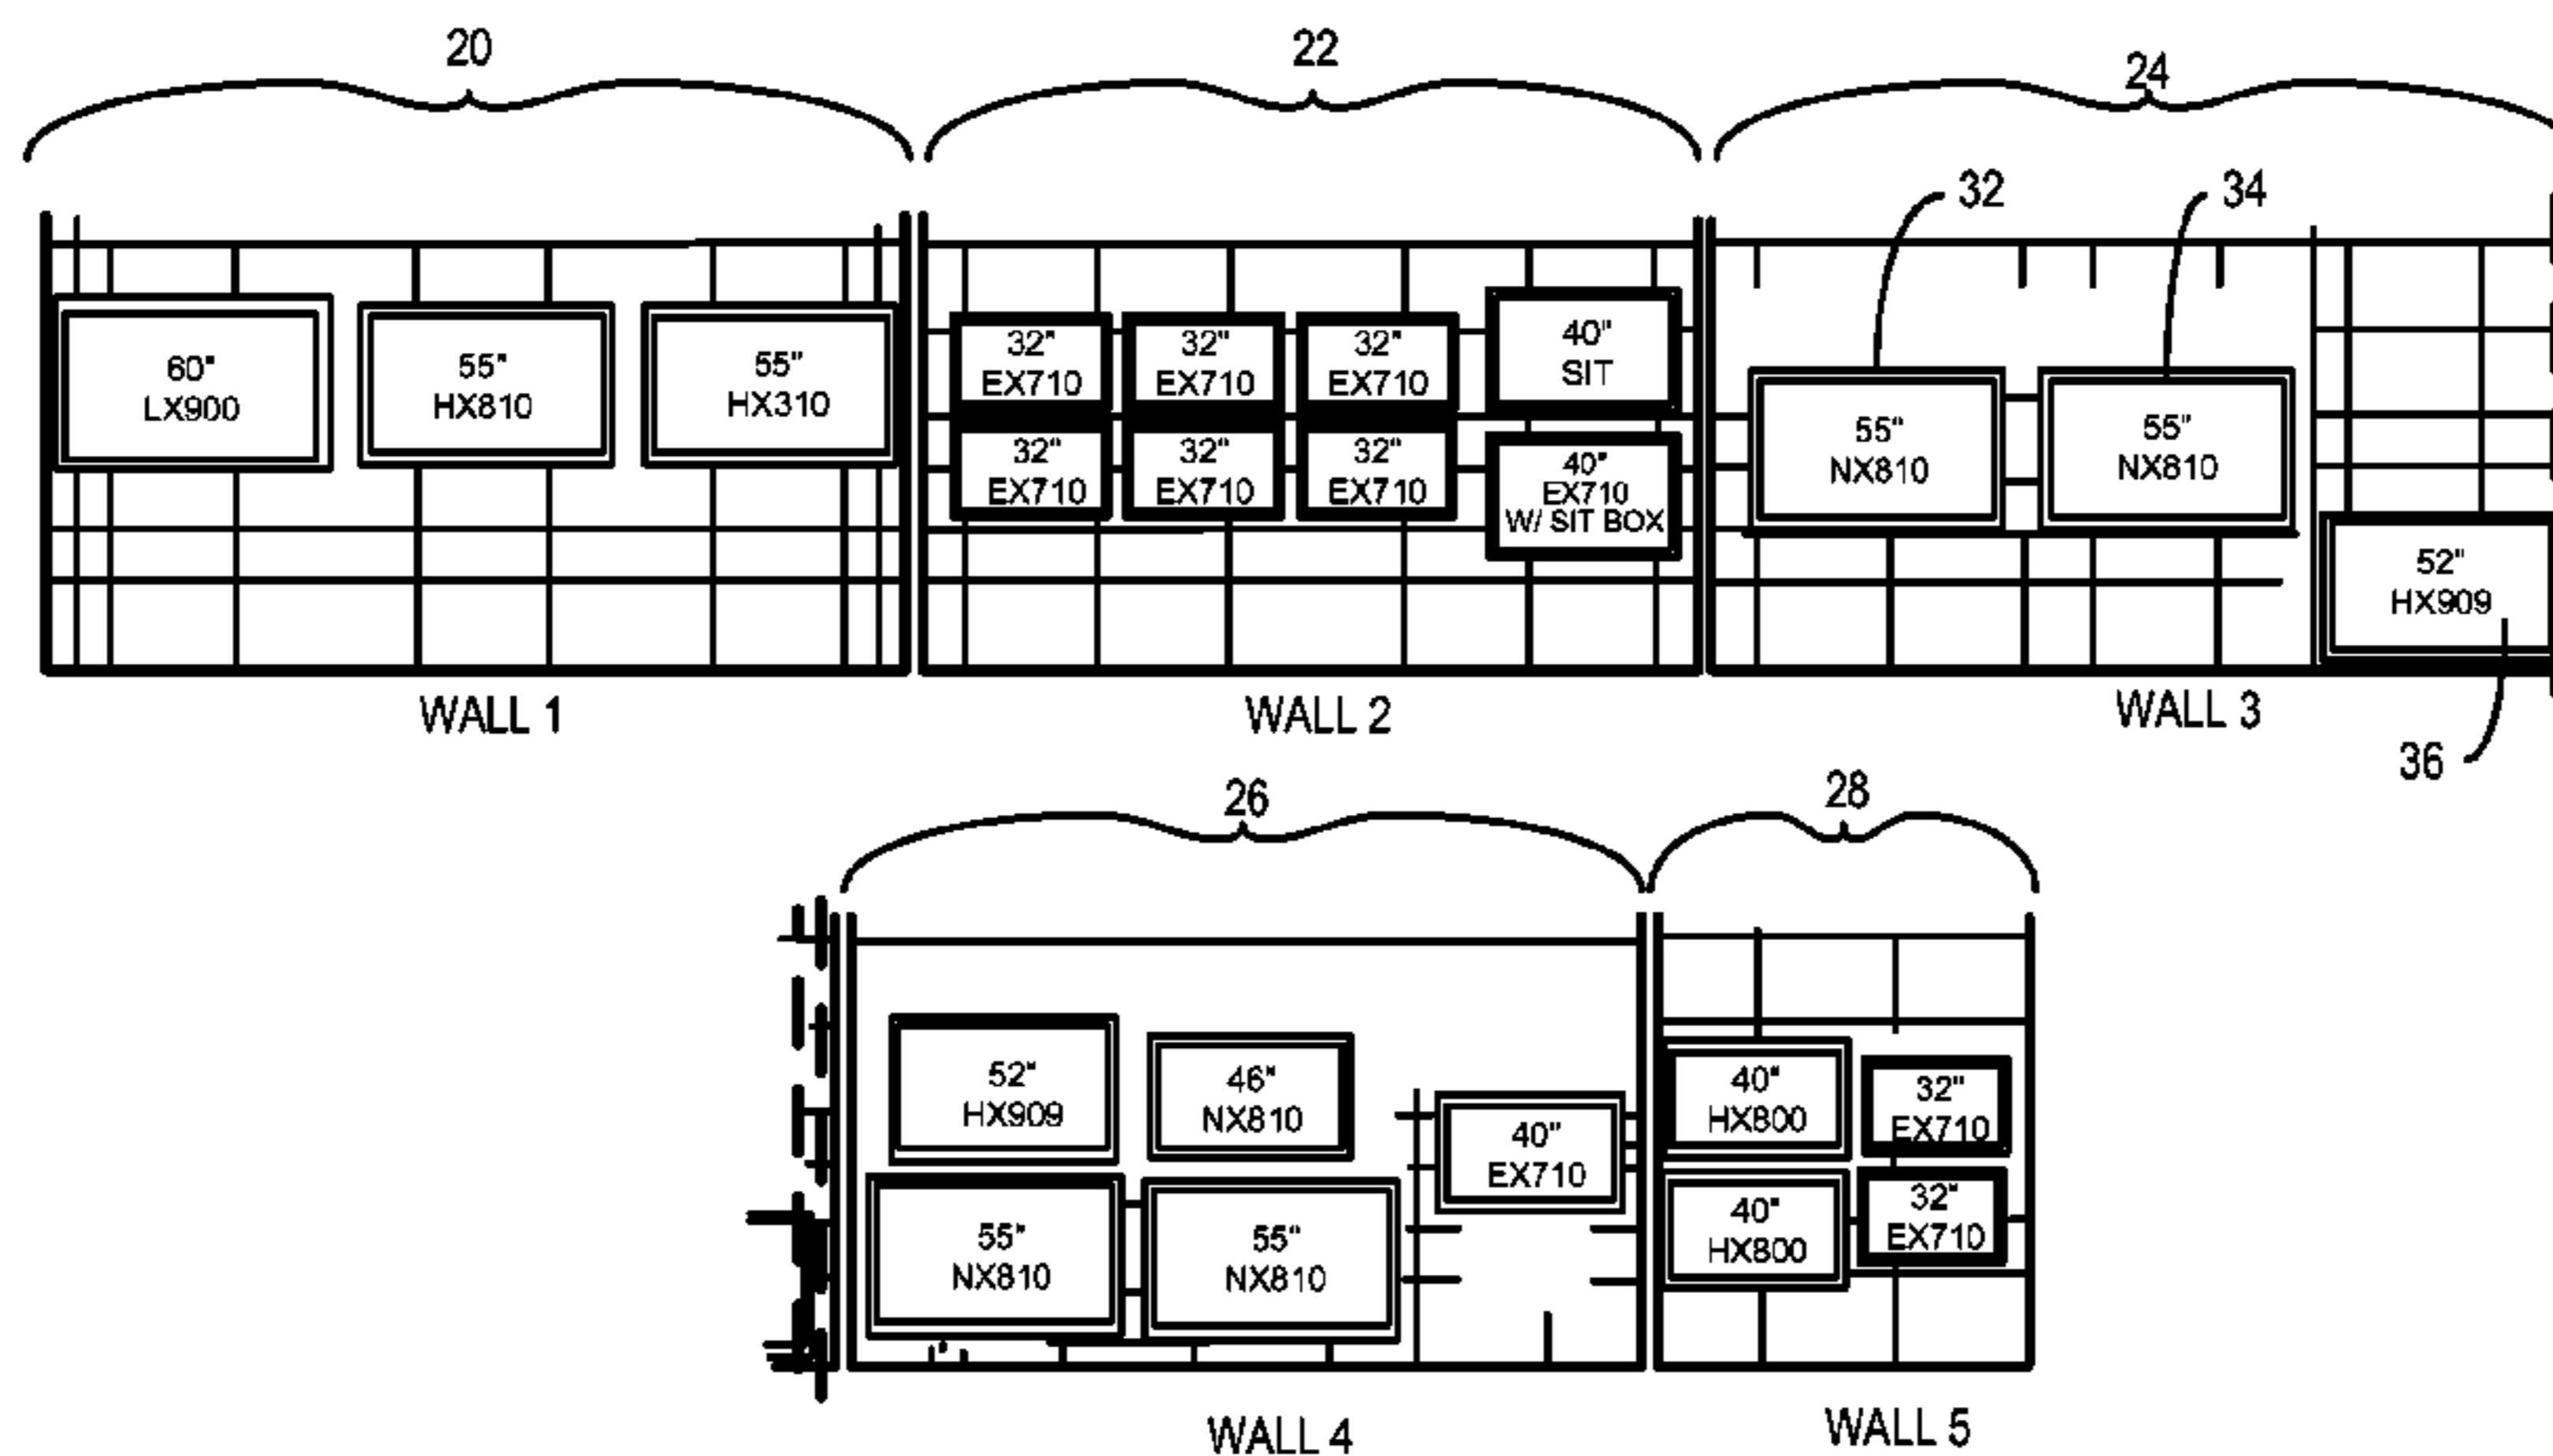 20
22
24
32
34
60"
LX900
55"
HX810
55"
HX310
32"
EX710
32"
EX710
32"
EX710
40"
SIT
32"
EX710
32"
EX710
32"
EX710
40"
EX710
W/ SIT BOX
55"
NX810
55"
NX810
52"
HX909
WALL 1
WALL 2
WALL 3
36
26
28
52"
HX909
46"
NX810
40"
EX710
55"
NX810
55"
NX810
40"
HX800
32"
EX710
40"
HX800
32"
EX710
WALL 4
WALL 5